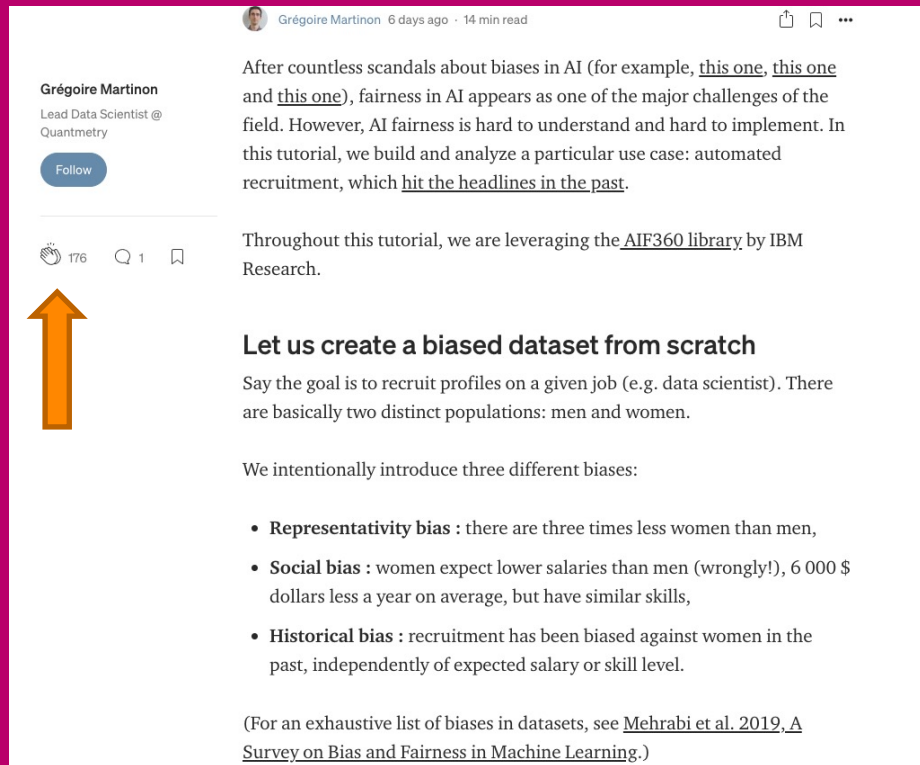 Grégoire Martinon 6 days ago · 14 min read
Grégoire Martinon
Lead Data Scientist @
Quantmetry
Follow
176 1
After countless scandals about biases in AI (for example, this one, this one
and this one), fairness in AI appears as one of the major challenges of the
field. However, AI fairness is hard to understand and hard to implement. In
this tutorial, we build and analyze a particular use case: automated
recruitment, which hit the headlines in the past.
Throughout this tutorial, we are leveraging the AIF360 library by IBM
Research.
Let us create a biased dataset from scratch
Say the goal is to recruit profiles on a given job (e.g. data scientist). There
are basically two distinct populations: men and women.
We intentionally introduce three different biases:
• Representativity bias : there are three times less women than men,
• Social bias : women expect lower salaries than men (wrongly!), 6 000 $
dollars less a year on average, but have similar skills,
• Historical bias : recruitment has been biased against women in the
past, independently of expected salary or skill level.
(For an exhaustive list of biases in datasets, see Mehrabi et al. 2019, A
Survey on Bias and Fairness in Machine Learning.)